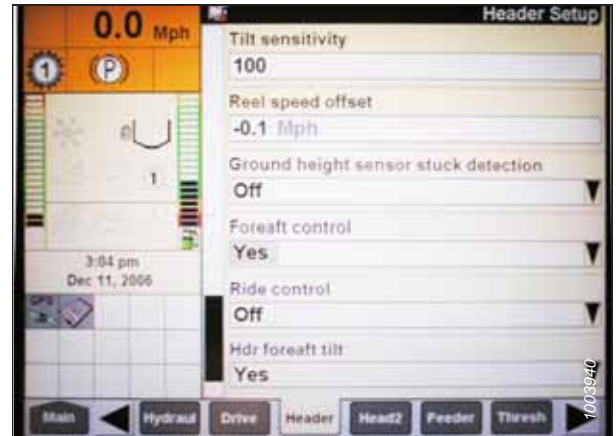 0.0 Mph
1
P
1
3:04 pm
Dec 11, 2006
GPS
Header Setup
Tilt sensitivity
100
Reel speed offset
-0.1 Mph
Ground height sensor stuck detection
Off
Foreaft control
Yes
Ride control
Off
Hdr foreaft tilt
Yes
Main
Hydraul
Drive
Header
Head2
Feeder
Thresh
1003940